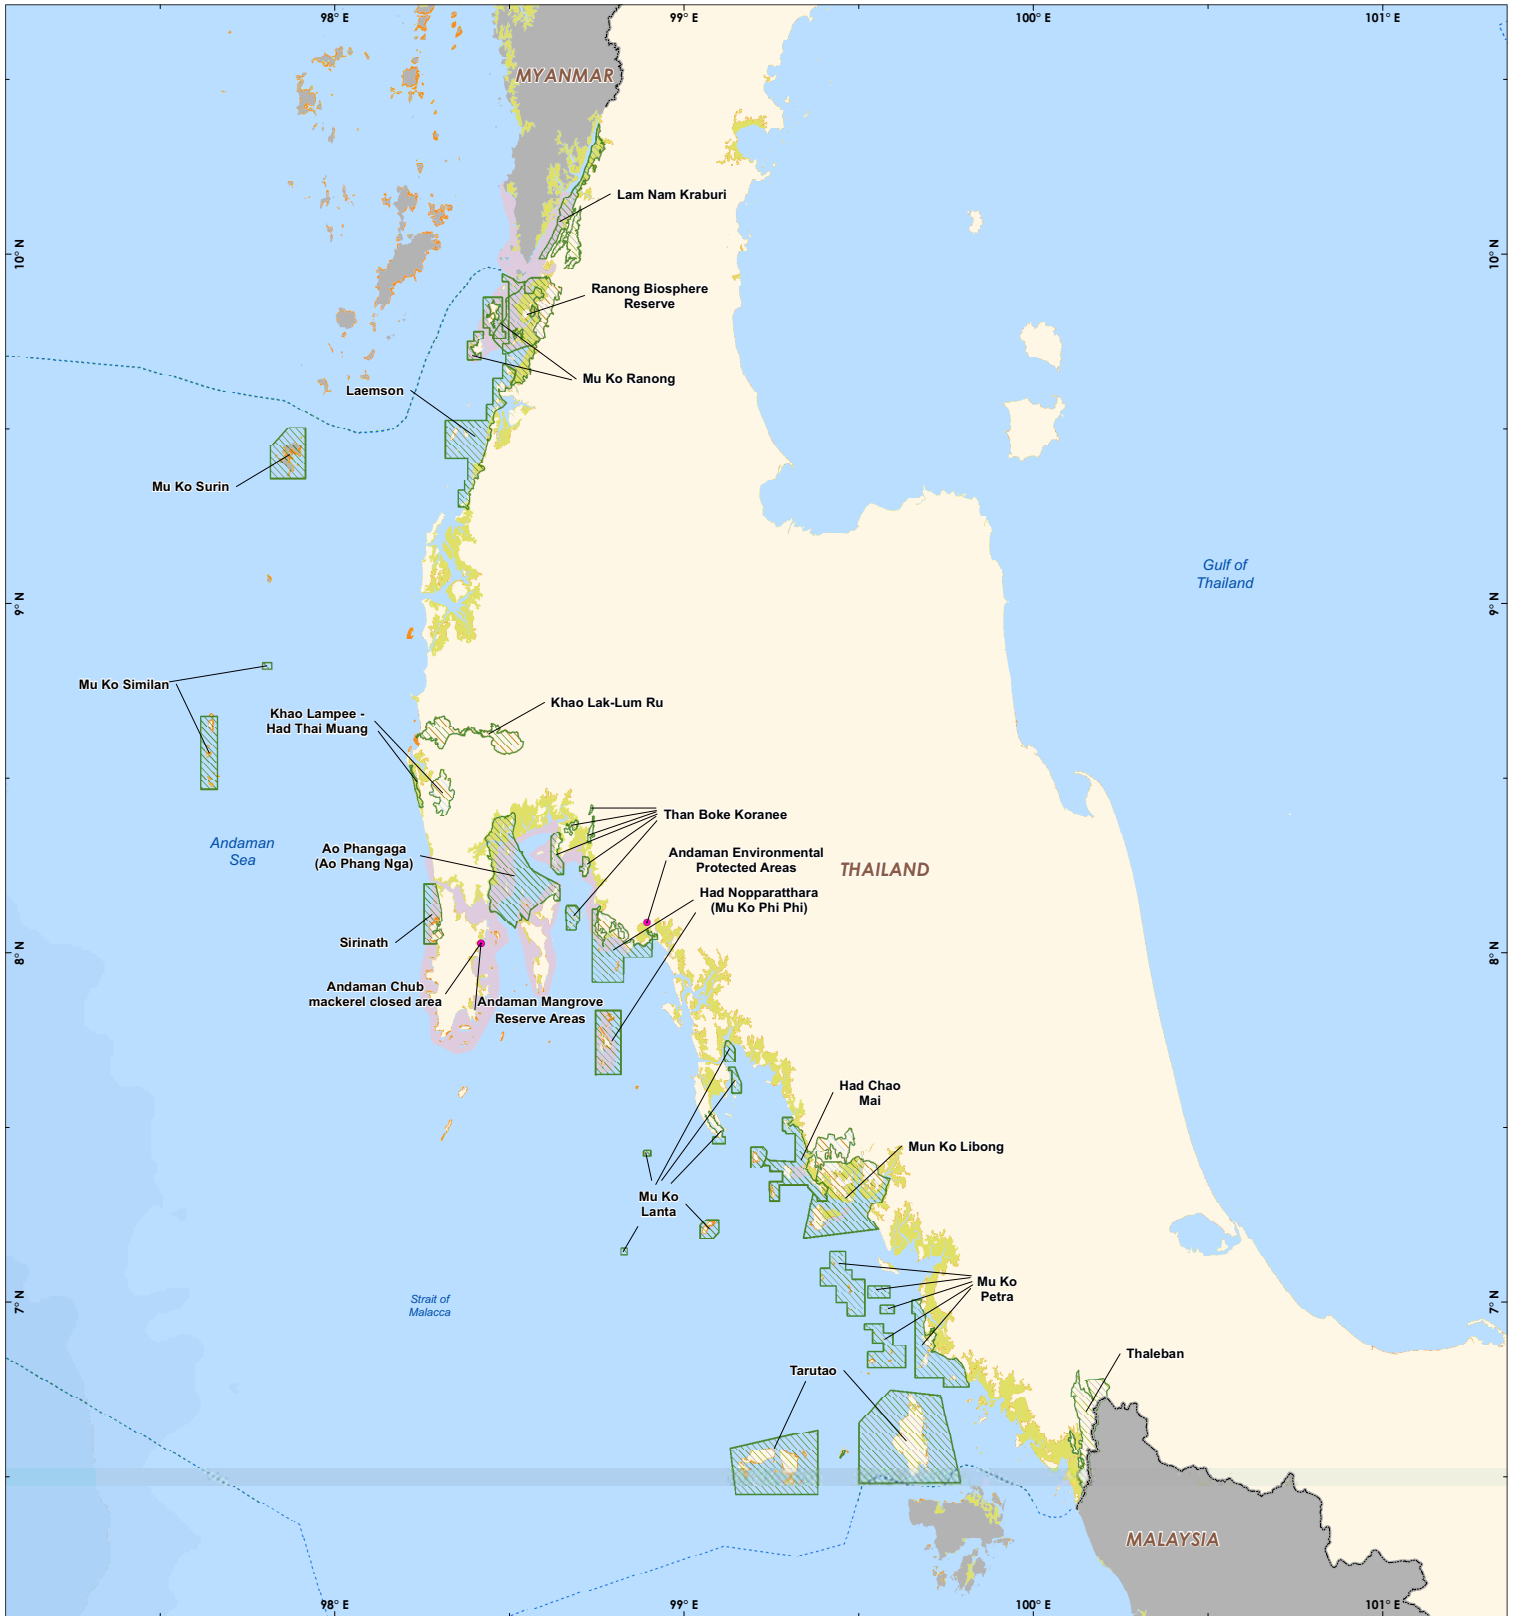 98° E
99° E
100° E
101° E
MYANMAR
Lam Nam Kraburi
10° N
10° N
Ranong Biosphere
Reserve
Mu Ko Ranong
Laemson
Mu Ko Surin
Gulf of
Thailand
9° N
9° N
Mu Ko Similan
Khao Lak-Lum Ru
Khao Lampee -
Had Thai Muang
Than Boke Koranee
Andaman
Sea
Ao Phangaga
(Ao Phang Nga)
Andaman Environmental
Protected Areas
THAILAND
Had Nopparatthara
(Mu Ko Phi Phi)
Sirinath
8° N
8° N
Andaman Chub
mackerel closed area
Andaman Mangrove
Reserve Areas
Had Chao
Mai
Mun Ko Libong
Mu Ko
Lanta
Mu Ko
Petra
7° N
7° N
Strait of
Malacca
Thaleban
Tarutao
MALAYSIA
98° E
99° E
100° E
101° E